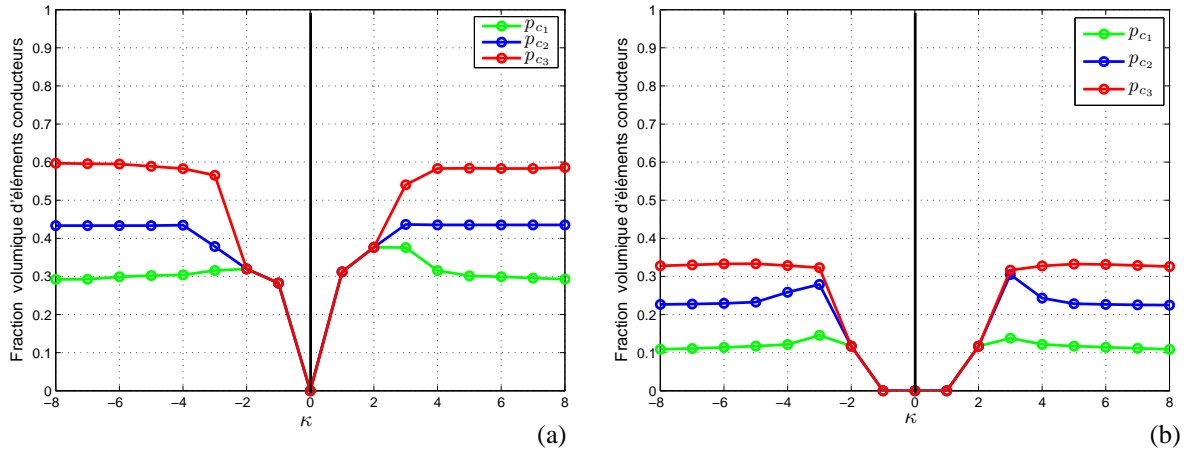 1
0.9
0.8
0.7
0.6
0.5
0.4
0.3
0.2
0.1
0
Fraction volumique d'éléments conducteurs
−8 −6 −4 −2 0 2 4 6 8
κ
p_{c_1}
p_{c_2}
p_{c_3}
(a)
1
0.9
0.8
0.7
0.6
0.5
0.4
0.3
0.2
0.1
0
Fraction volumique d'éléments conducteurs
−8 −6 −4 −2 0 2 4 6 8
κ
p_{c_1}
p_{c_2}
p_{c_3}
(b)